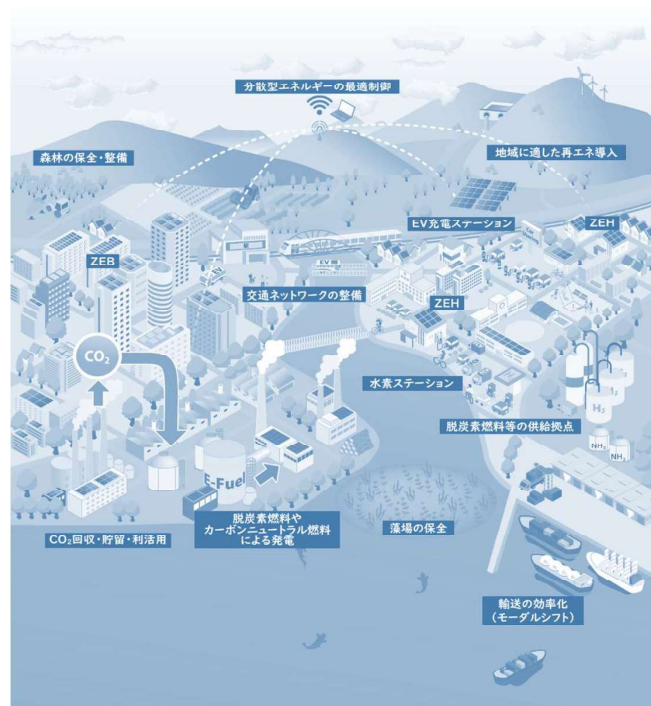 分散型エネルギーの最適制御
森林の保全・整備
地域に適した再エネ導入
EV充電ステーション
ZEH
ZEB
交通ネットワークの整備
ZEH
CO₂
水素ステーション
脱炭素燃料等の供給拠点
H₂
NH₃
NH₃
E-Fuel
脱炭素燃料や
カーボンニュートラル燃料
による発電
藻場の保全
CO₂回収・貯留・利活用
輸送の効率化
(モーダルシフト)